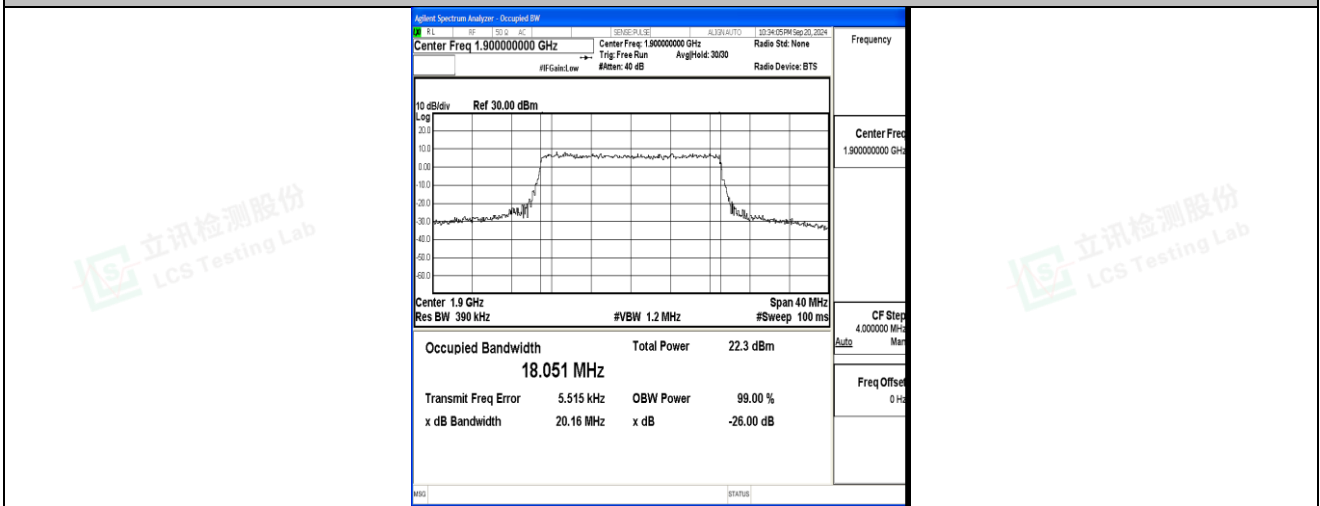 Agilent Spectrum Analyzer - Occupied BW
RL RF 50 Ω AC SENSE:PULSE ALIGN AUTO 10:34:05 PM Sep 20, 2024
Center Freq 1.900000000 GHz
Center Freq: 1.900000000 GHz
Radio Std: None
Trig: Free Run Avg|Hold: 30/30
#IFGain:Low #Atten: 40 dB Radio Device: BTS
Frequency
10 dB/div Ref 30.00 dBm
Log
20.0
10.0
0.00
-10.0
-20.0
-30.0
-40.0
-50.0
-60.0
Center Freq
1.900000000 GHz
Center 1.9 GHz Span 40 MHz
Res BW 390 kHz #VBW 1.2 MHz #Sweep 100 ms
CF Step
4.000000 MHz
Auto Man
Occupied Bandwidth Total Power 22.3 dBm
18.051 MHz
Transmit Freq Error 5.515 kHz OBW Power 99.00 %
x dB Bandwidth 20.16 MHz x dB -26.00 dB
Freq Offset
0 Hz
MSG STATUS
立讯检测股份
LCS Testing Lab
立讯检测股份
LCS Testing Lab